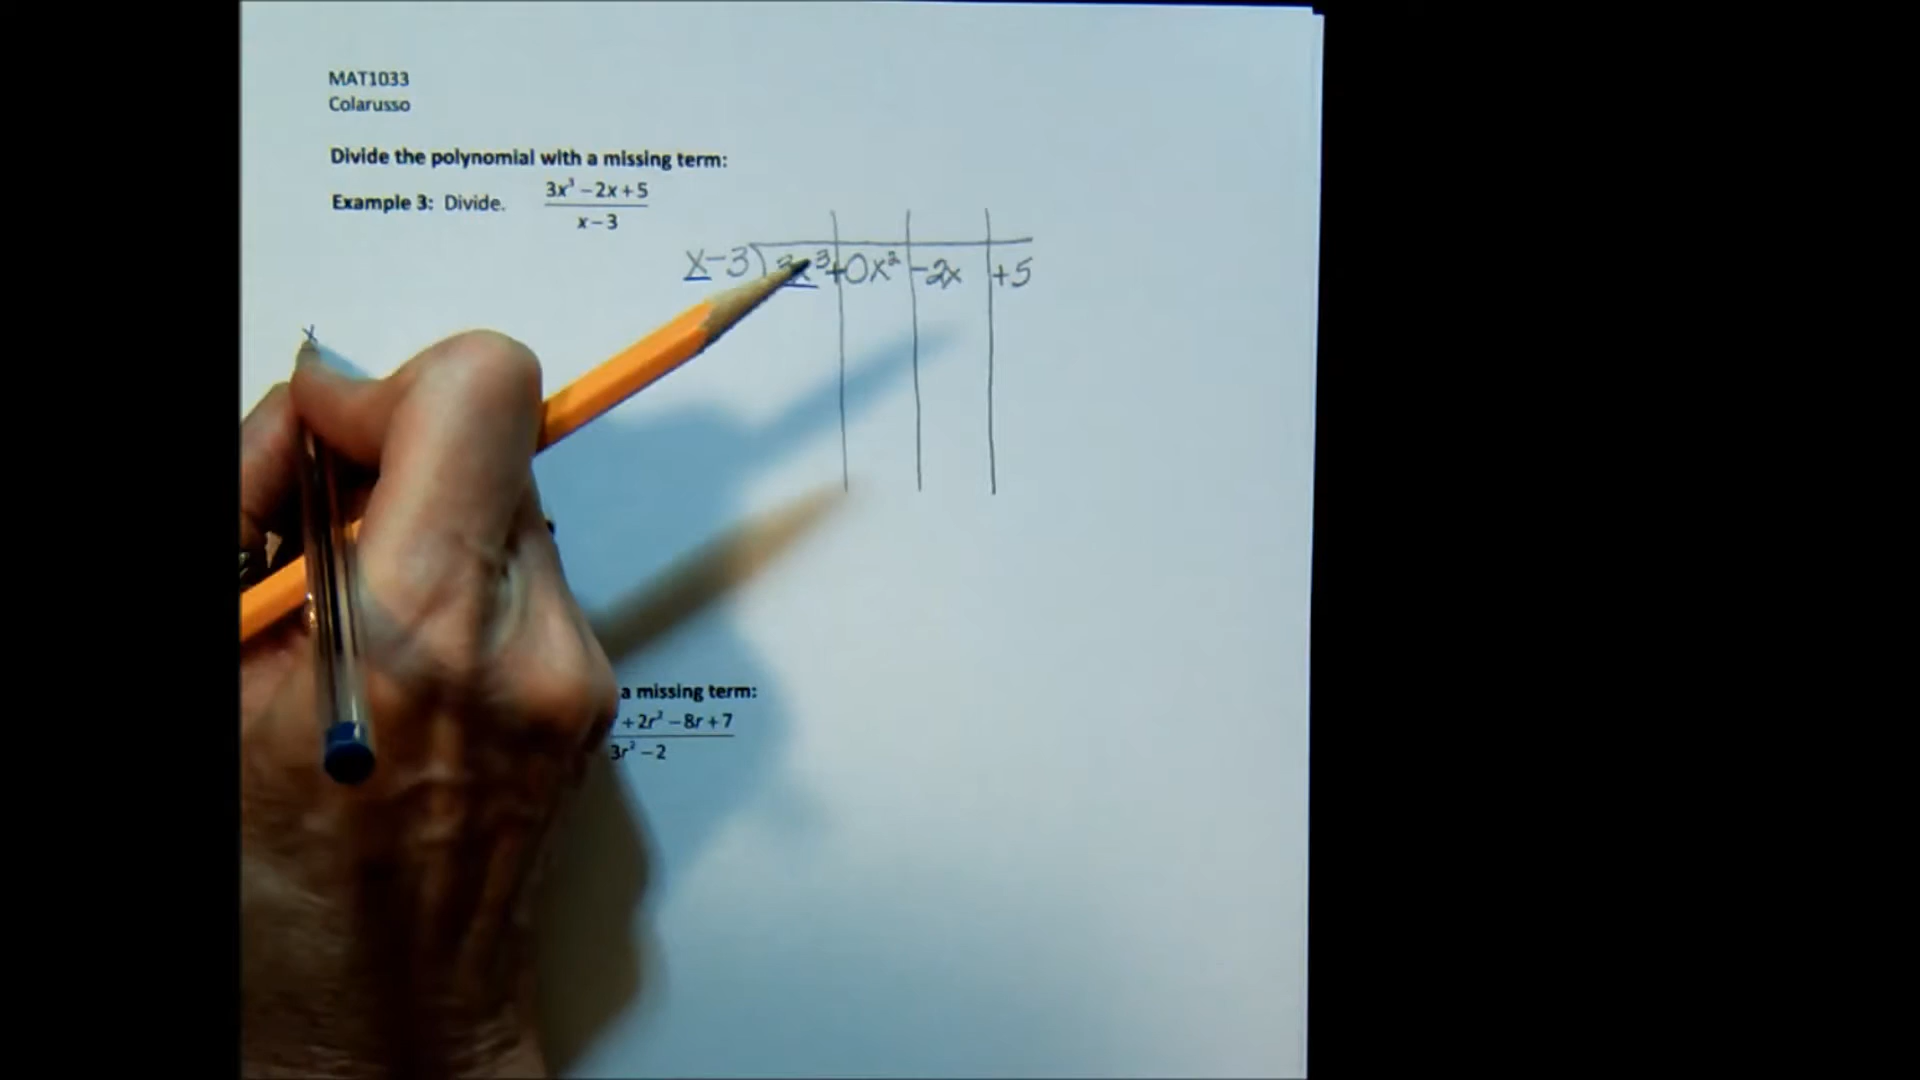 MAT1033
Colarusso
Divide the polynomial with a missing term:
Example 3: Divide. 3x³ – 2x + 5
x – 3
x-3)3x³+0x²-2x+5
x
a missing term:
+2r² – 8r + 7
3r² – 2